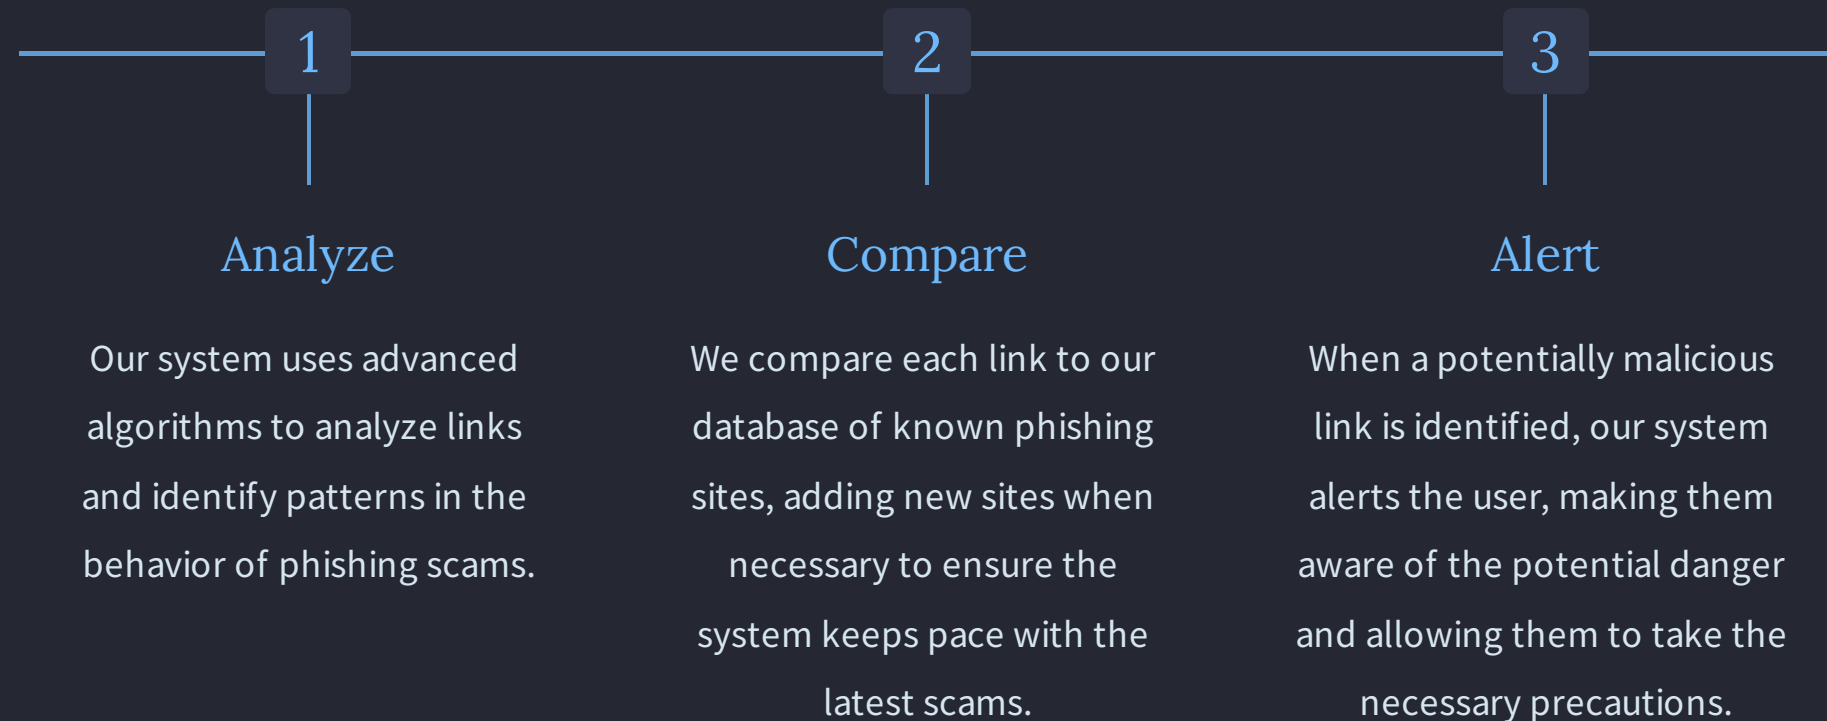 1
Analyze
Our system uses advanced
algorithms to analyze links
and identify patterns in the
behavior of phishing scams.
2
Compare
We compare each link to our
database of known phishing
sites, adding new sites when
necessary to ensure the
system keeps pace with the
latest scams.
3
Alert
When a potentially malicious
link is identified, our system
alerts the user, making them
aware of the potential danger
and allowing them to take the
necessary precautions.